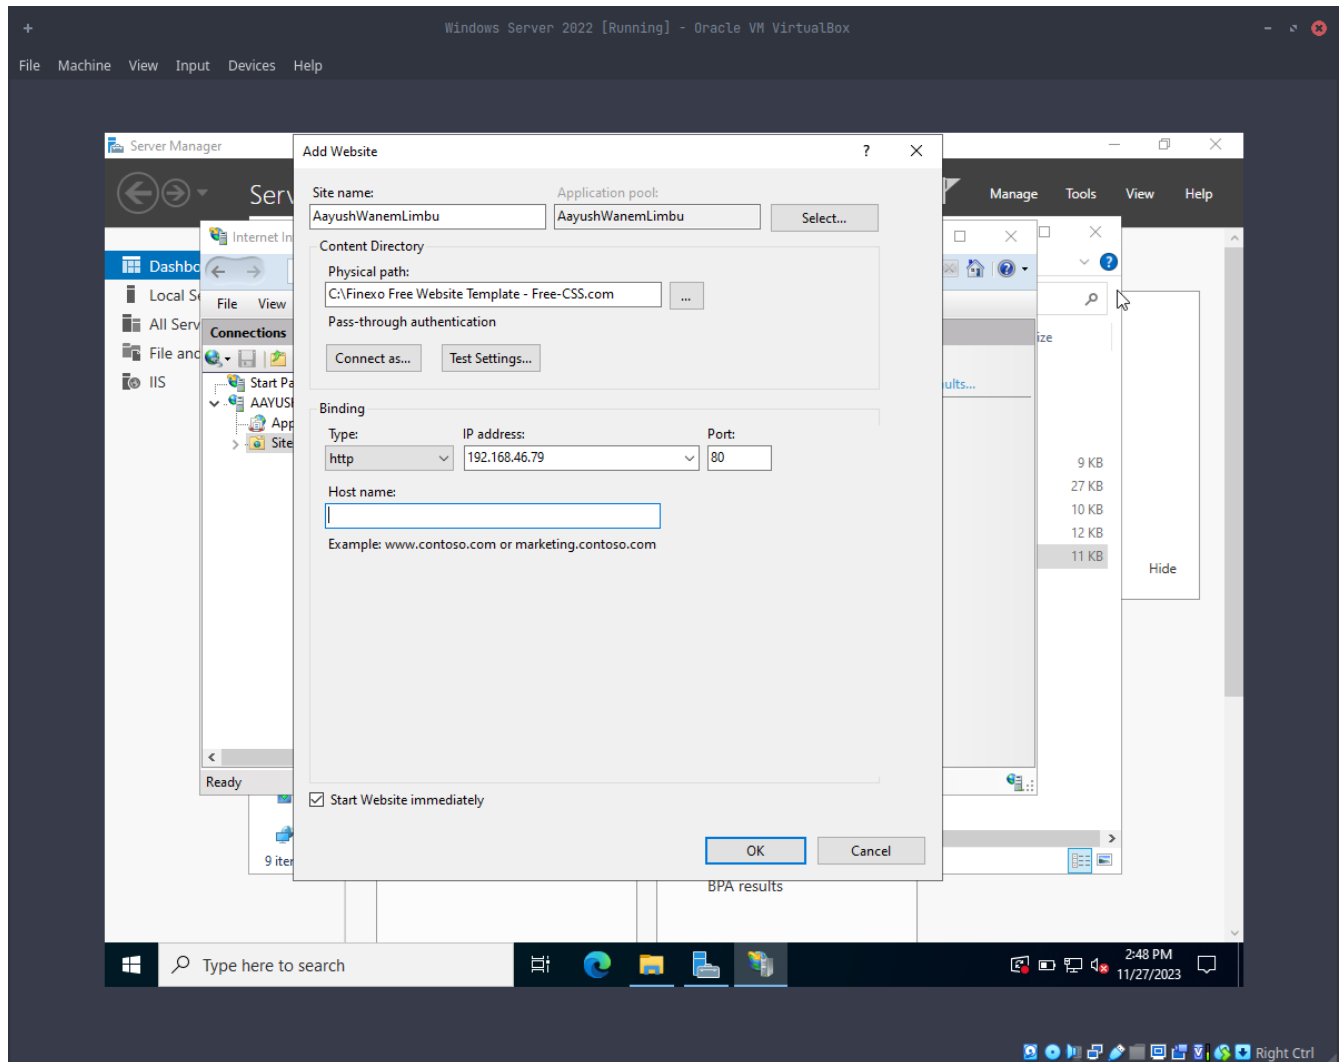 Windows Server 2022 [Running] - Oracle VM VirtualBox
File Machine View Input Devices Help
Server Manager
Manage Tools View Help
Dashbo
Local Se
All Serv
File and
IIS
Internet In
File View
Connections
Start Pa
AAYUSH
App
Site
Ready
9 iter
Add Website
?
Site name:
Application pool:
AayushWanemLimbu
AayushWanemLimbu
Select...
Content Directory
Physical path:
C:\Finexo Free Website Template - Free-CSS.com
...
Pass-through authentication
Connect as...
Test Settings...
Binding
Type:
IP address:
Port:
http
192.168.46.79
80
Host name:
Example: www.contoso.com or marketing.contoso.com
Start Website immediately
OK
Cancel
ize
ults...
9 KB
27 KB
10 KB
12 KB
11 KB
Hide
BPA results
Type here to search
2:48 PM
11/27/2023
Right Ctrl